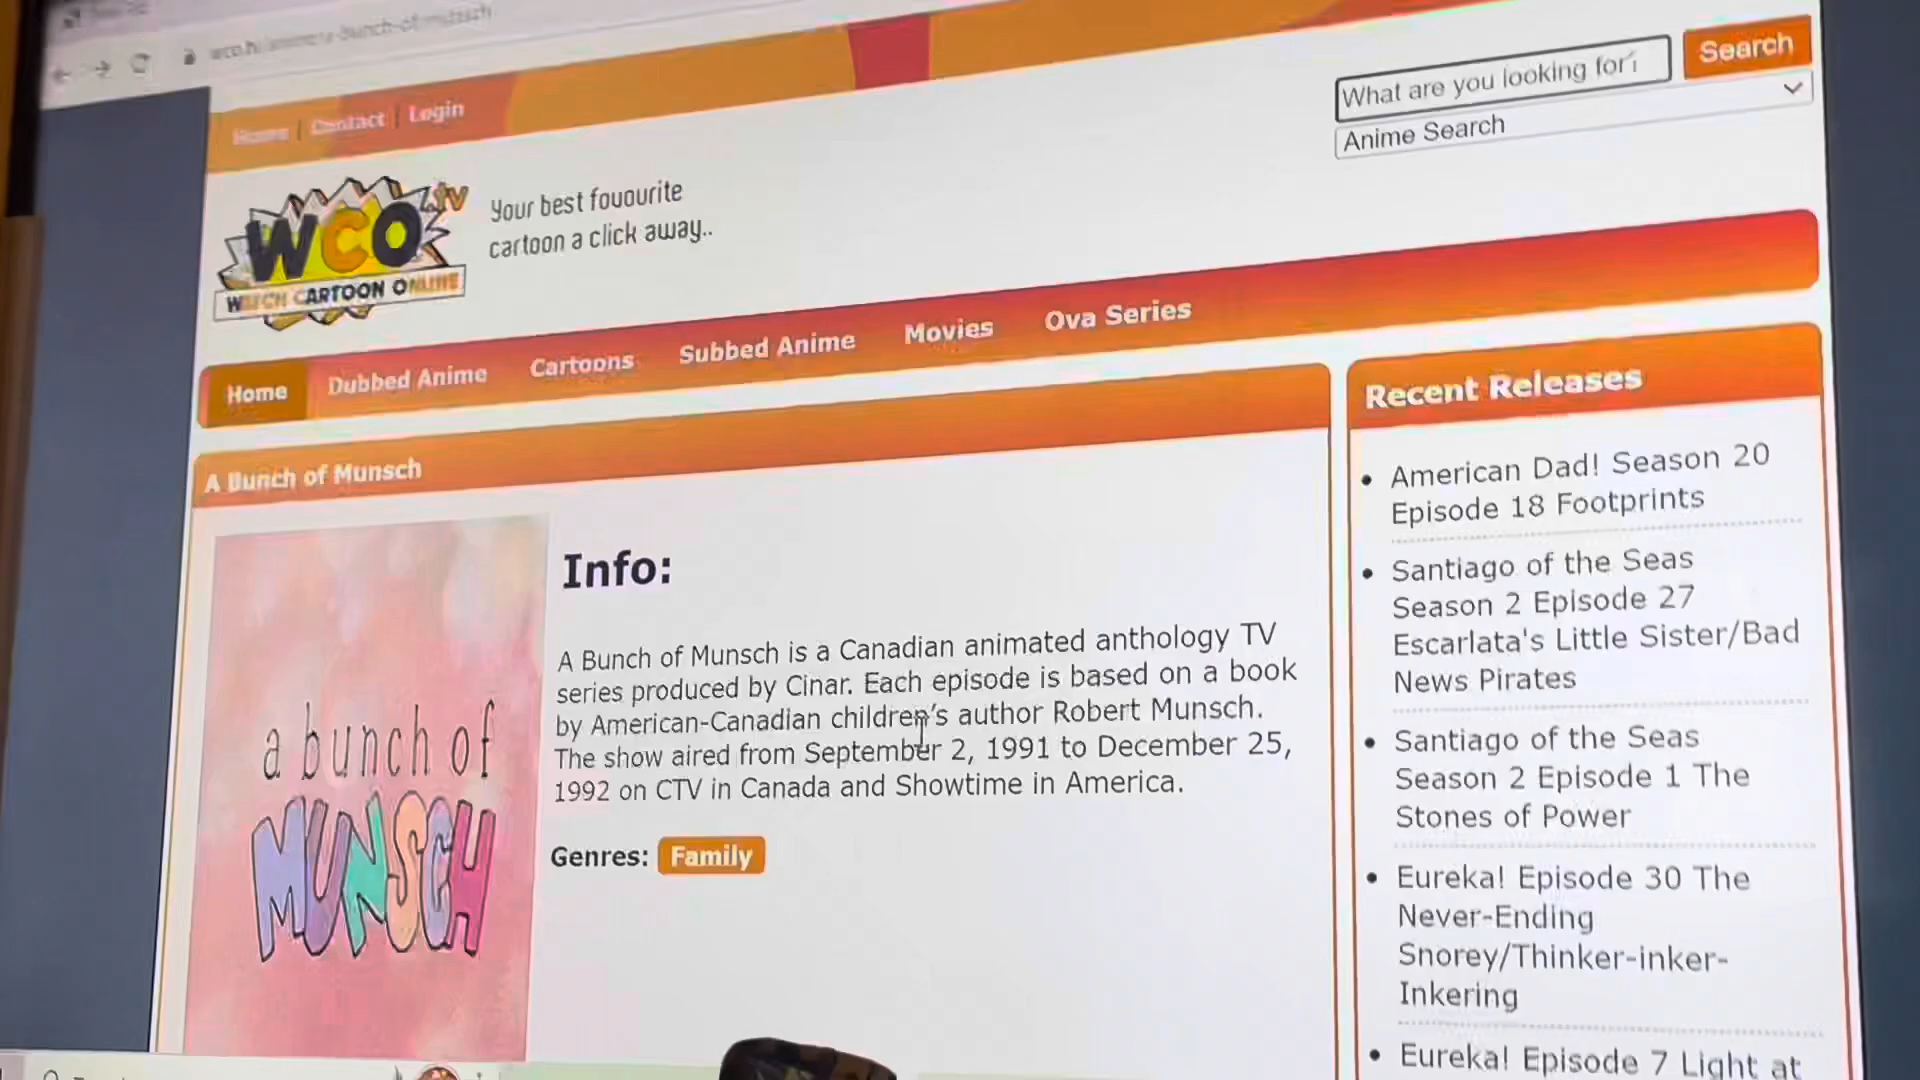 Home | Contact | Login
What are you looking for?
Search
Anime Search
WCO.tv
WATCH CARTOON ONLINE
Your best fouourite
cartoon a click away..
Home
Dubbed Anime
Cartoons
Subbed Anime
Movies
Ova Series
A Bunch of Munsch
a bunch of
MUNSCH
Info:
A Bunch of Munsch is a Canadian animated anthology TV
series produced by Cinar. Each episode is based on a book
by American-Canadian children's author Robert Munsch.
The show aired from September 2, 1991 to December 25,
1992 on CTV in Canada and Showtime in America.
Genres: Family
Recent Releases
American Dad! Season 20
Episode 18 Footprints
Santiago of the Seas
Season 2 Episode 27
Escarlata's Little Sister/Bad
News Pirates
Santiago of the Seas
Season 2 Episode 1 The
Stones of Power
Eureka! Episode 30 The
Never-Ending
Snorey/Thinker-inker-
Inkering
Eureka! Episode 7 Light at